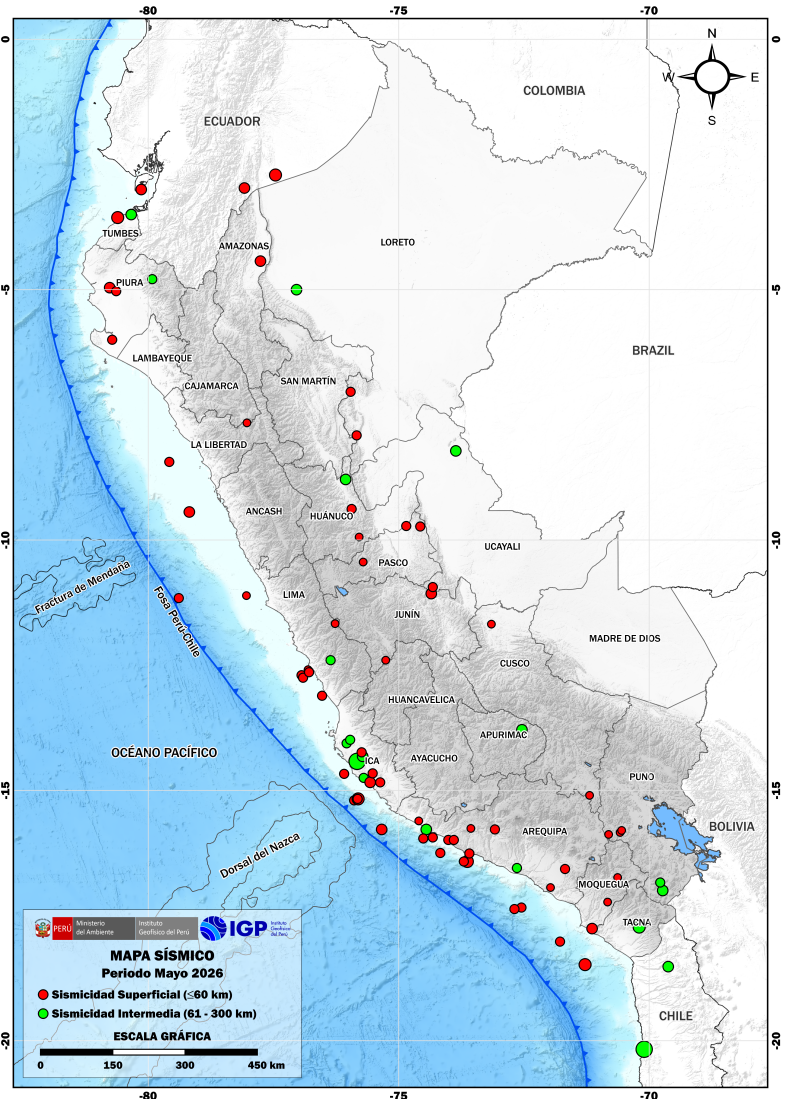 -80 -75 -70
0 0
N
W E
S
COLOMBIA
ECUADOR
TUMBES
AMAZONAS
LORETO
PIURA
-5 -5
LAMBAYEQUE
BRAZIL
CAJAMARCA
SAN MARTÍN
LA LIBERTAD
ANCASH
HUÁNUCO
-10 -10
UCAYALI
PASCO
Fractura de Mendaña
Fosa Perú-Chile
LIMA
JUNÍN
MADRE DE DIOS
CUSCO
HUANCAVELICA
APURIMAC
OCÉANO PACÍFICO
ICA
AYACUCHO
PUNO
-15 -15
AREQUIPA
BOLIVIA
Dorsal del Nazca
MOQUEGUA
TACNA
PERÚ
Ministerio
del Ambiente
Instituto
Geofísico del Perú
IGP
Instituto
Geofísico
del Perú
MAPA SÍSMICO
Periodo Mayo 2026
Sismicidad Superficial (≤60 km)
Sismicidad Intermedia (61 - 300 km)
ESCALA GRÁFICA
0 150 300 450 km
CHILE
-20 -20
-80 -75 -70